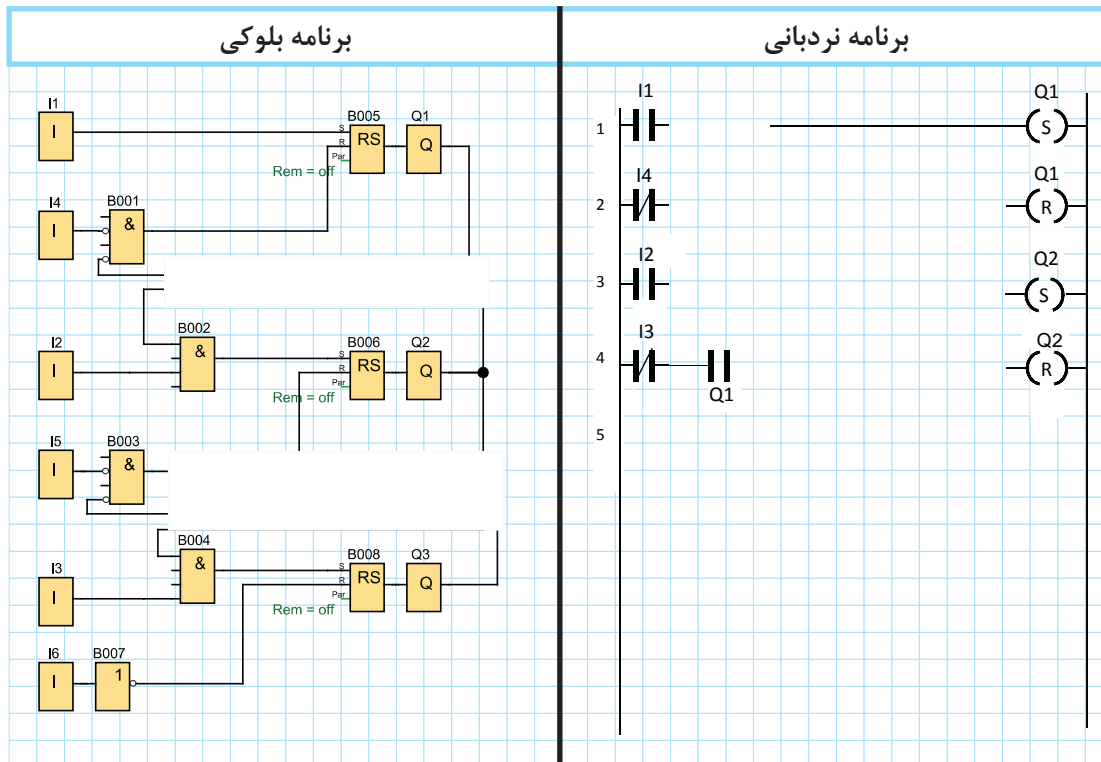 برنامه نردبانی
برنامه بلوکی
I1
I
B005
S
R
Par
RS
Rem = off
Q1
Q
I4
I
B001
&
B002
&
I2
I
B006
S
R
Par
RS
Rem = off
Q2
Q
I5
I
B003
&
B004
&
I3
I
B008
S
R
Par
RS
Rem = off
Q3
Q
I6
I
B007
1
1
I1
Q1
S
2
I4
Q1
R
3
I2
Q2
S
4
I3
Q1
Q2
R
5